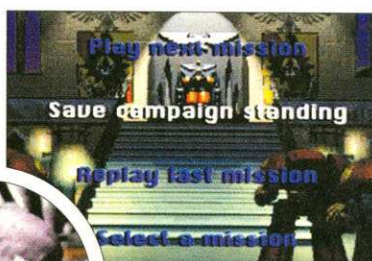 Play next mission
Save campaign standing
Replay last mission
Select a mission